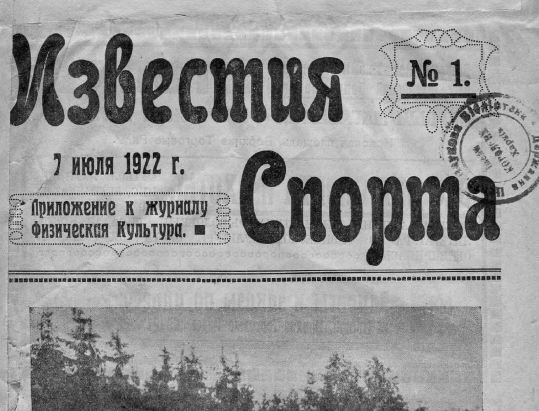 Известия
№ 1.
7 июля 1922 г.
Спорта
Приложение к журналу
Физическая Культура.